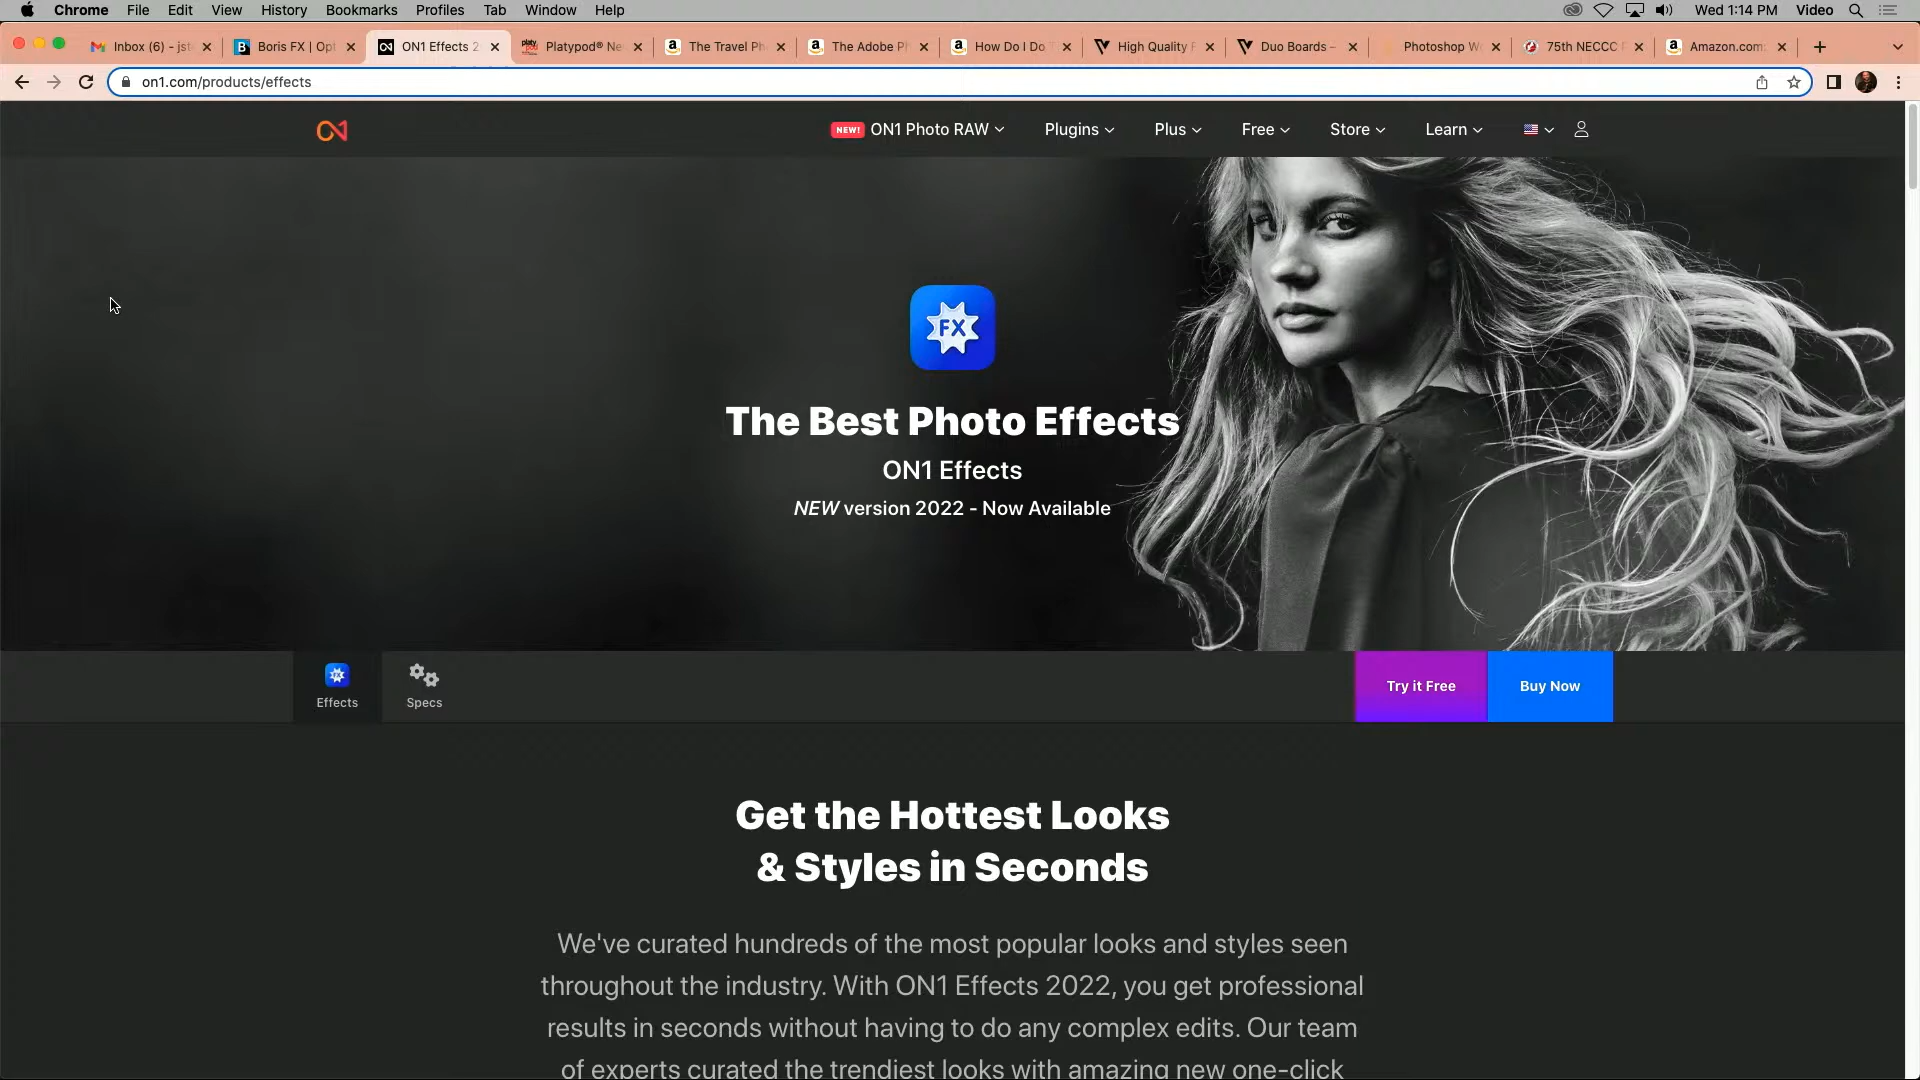 Chrome File Edit View History Bookmarks Profiles Tab Window Help Wed 1:14 PM Video
Inbox (6) - jst Boris FX | Opt ON1 Effects 2 Platypod® Ne The Travel Ph The Adobe P How Do I Do High Quality Duo Boards – Photoshop W 75th NECCC Amazon.com
on1.com/products/effects
NEW! ON1 Photo RAW Plugins Plus Free Store Learn
FX
The Best Photo Effects
ON1 Effects
NEW version 2022 - Now Available
Effects Specs Try it Free Buy Now
Get the Hottest Looks
& Styles in Seconds
We've curated hundreds of the most popular looks and styles seen
throughout the industry. With ON1 Effects 2022, you get professional
results in seconds without having to do any complex edits. Our team
of experts curated the trendiest looks with amazing new one-click